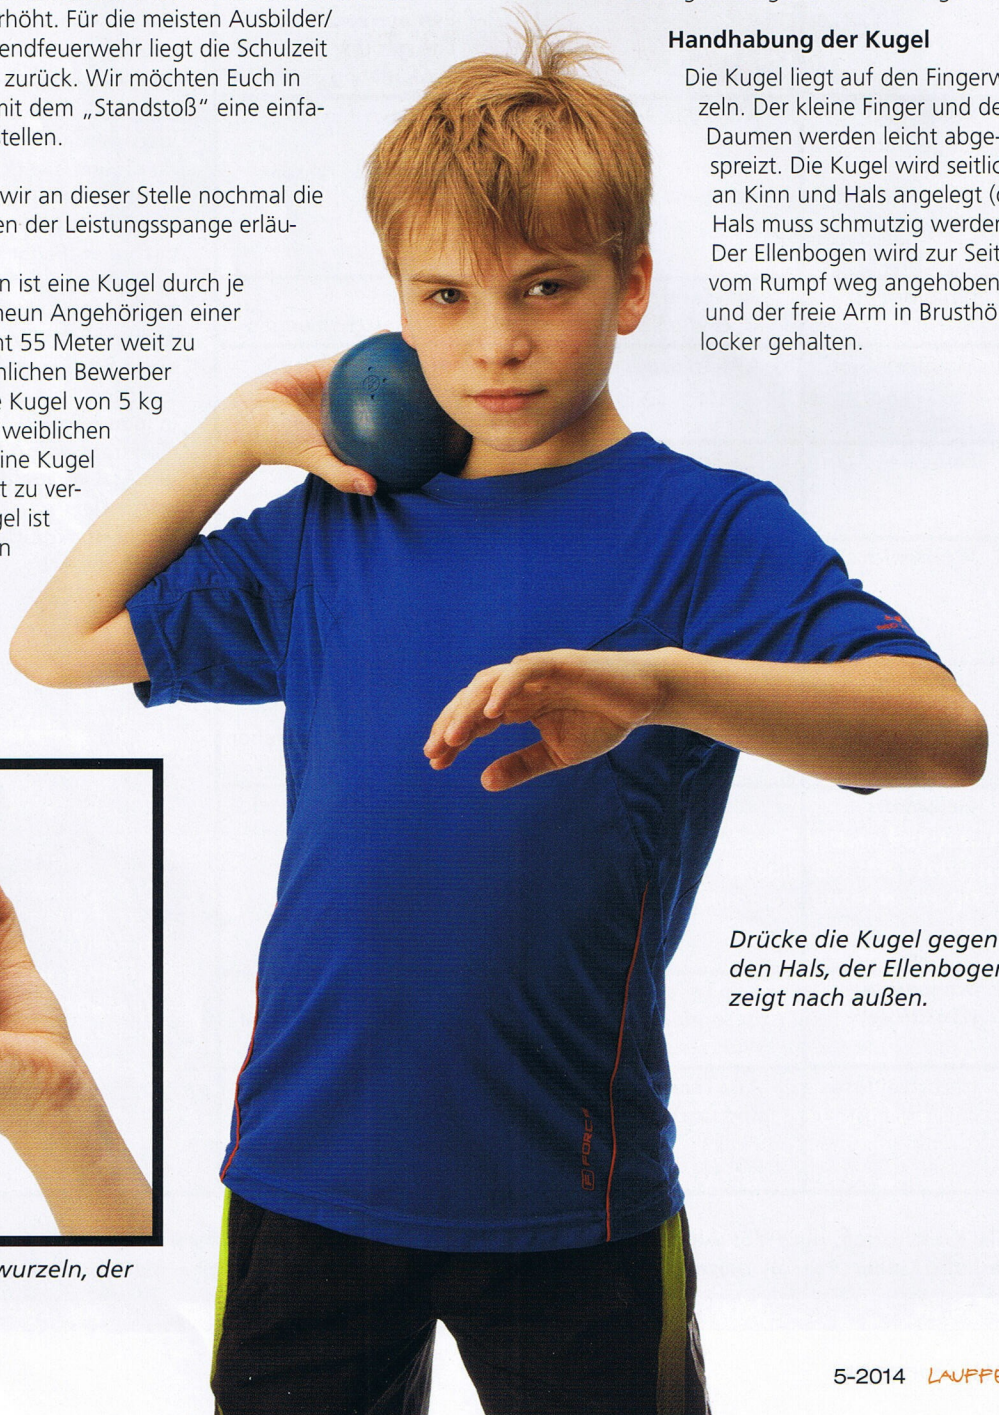 rhöht. Für die meisten Ausbilder/
endfeuerwehr liegt die Schulzeit
zurück. Wir möchten Euch in
mit dem „Standstoß“ eine einfa-
stellen.
wir an dieser Stelle nochmal die
en der Leistungsspange erläu-
n ist eine Kugel durch je
neun Angehörigen einer
nt 55 Meter weit zu
nlichen Bewerber
e Kugel von 5 kg
weiblichen
ine Kugel
t zu ver-
gel ist
n
wurzeln, der
Handhabung der Kugel
Die Kugel liegt auf den Fingerw
zeln. Der kleine Finger und de
Daumen werden leicht abge-
spreizt. Die Kugel wird seitlic
an Kinn und Hals angelegt (d
Hals muss schmutzig werden
Der Ellenbogen wird zur Seit
vom Rumpf weg angehoben
und der freie Arm in Brusthö
locker gehalten.
Drücke die Kugel gegen
den Hals, der Ellenbogen
zeigt nach außen.
FORCE
5-2014 LAUFFE